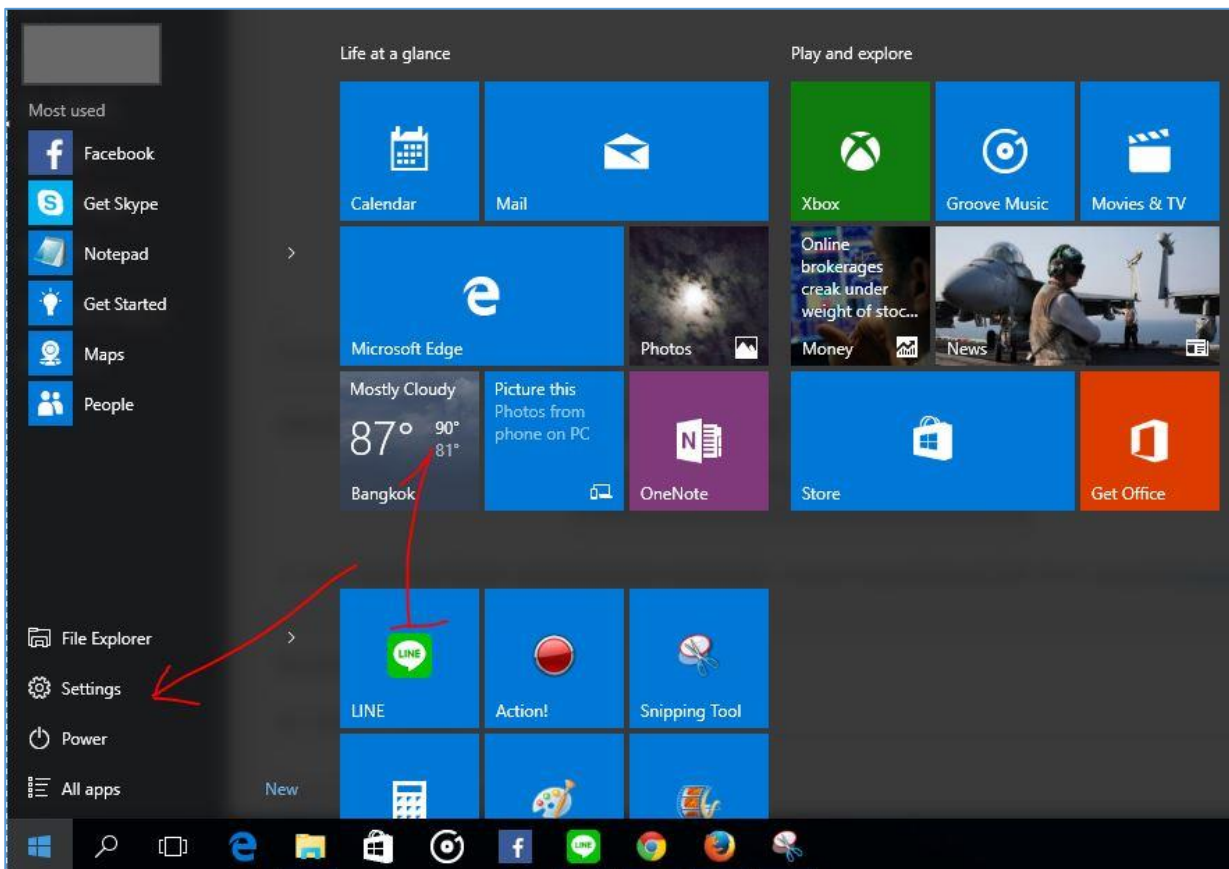 Most used
Facebook
Get Skype
Notepad
Get Started
Maps
People
File Explorer
Settings
Power
All apps
New
Life at a glance
Calendar
Mail
Microsoft Edge
Photos
Mostly Cloudy
87° 90°
81°
Bangkok
Picture this
Photos from
phone on PC
OneNote
Play and explore
Xbox
Groove Music
Movies & TV
Online
brokerages
creak under
weight of stoc...
Money
News
Store
Get Office
LINE
LINE
Action!
Snipping Tool
LINE